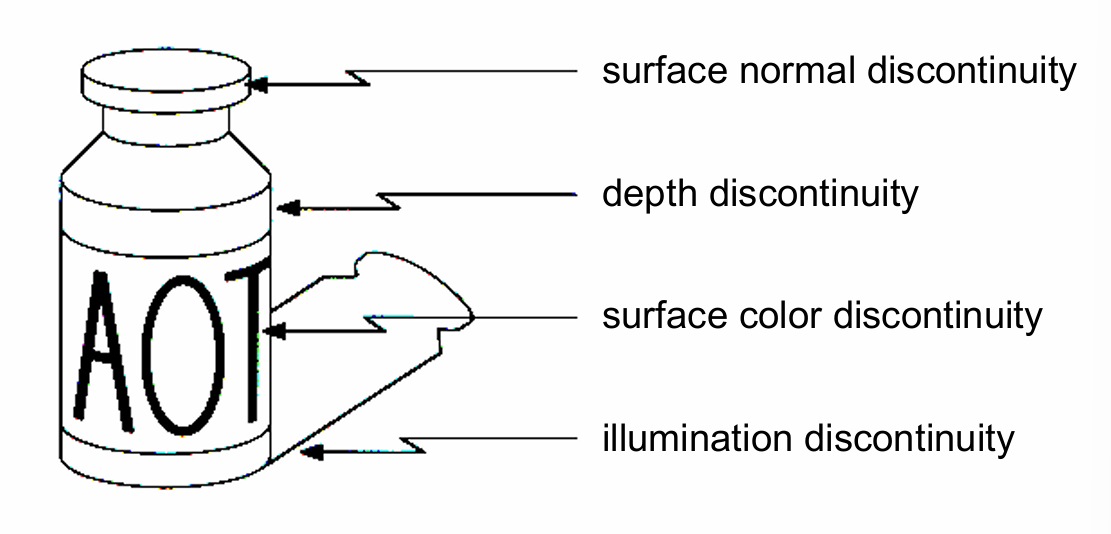 surface normal discontinuity
depth discontinuity
AOT
surface color discontinuity
illumination discontinuity